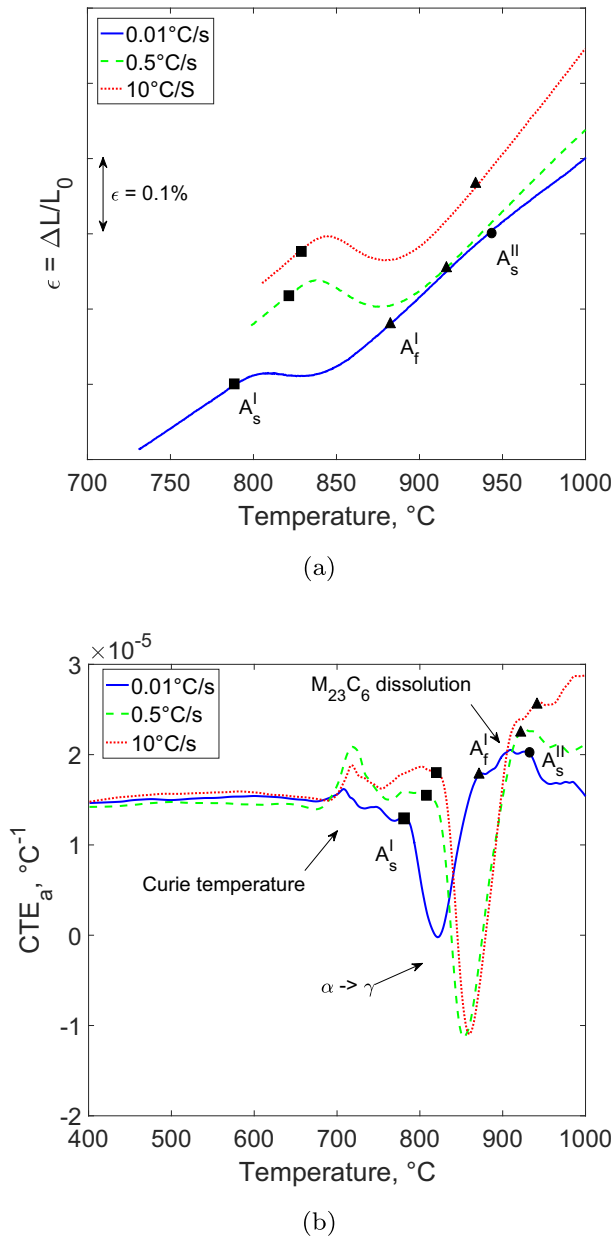 0.01°C/s
0.5°C/s
10°C/S
ϵ = 0.1%
ϵ = ΔL/L0
A_s^I
A_f^I
A_s^II
700 750 800 850 900 950 1000
Temperature, °C
(a)
× 10^-5
3
2
1
0
-1
-2
0.01°C/s
0.5°C/s
10°C/s
M23C6 dissolution
A_f^I
A_s^II
A_s^I
Curie temperature
α -> γ
CTE_a, °C^-1
400 500 600 700 800 900 1000
Temperature, °C
(b)